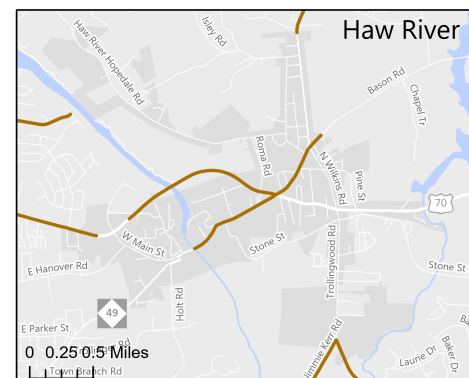 Haw River
Isley Rd
Haw River Hopedale Rd
Bason Rd
Chapel Tr
Roma Rd
N Wilkins Rd
Pine St
70
W Main St
Stone St
Trollingwood Rd
E Hanover Rd
Stone St
Holt Rd
49
E Parker St
Jimmie Kerr Rd
Baker Dr
Laurie Dr
0 0.25 0.5 Miles
Town Branch Rd